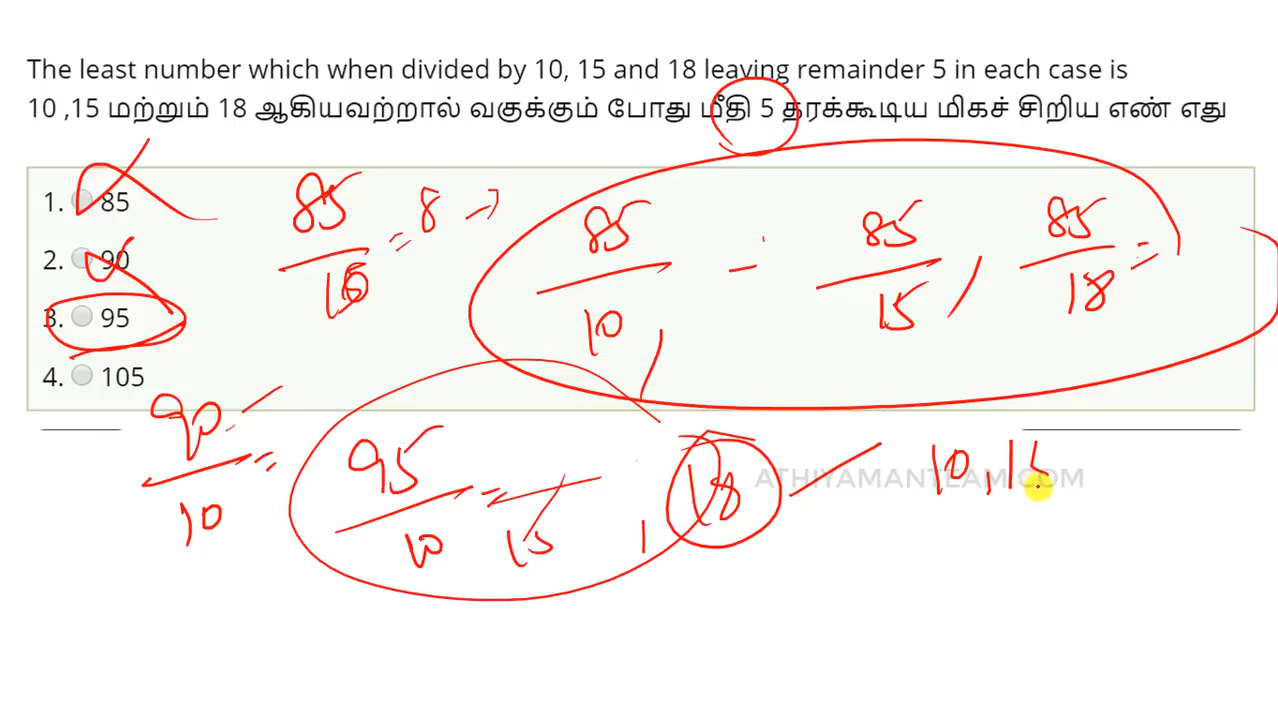 The least number which when divided by 10, 15 and 18 leaving remainder 5 in each case is
10 ,15 மற்றும் 18 ஆகியவற்றால் வகுக்கும் போது மீதி 5 தரக்கூடிய மிகச் சிறிய எண் எது
1. 85
2. 90
3. 95
4. 105
85 = 8
85 85 85 =
10 , 15 , 18
90 =
10
95 =
10 15 , 18
10,15
ATHIYAMANTEAM.COM